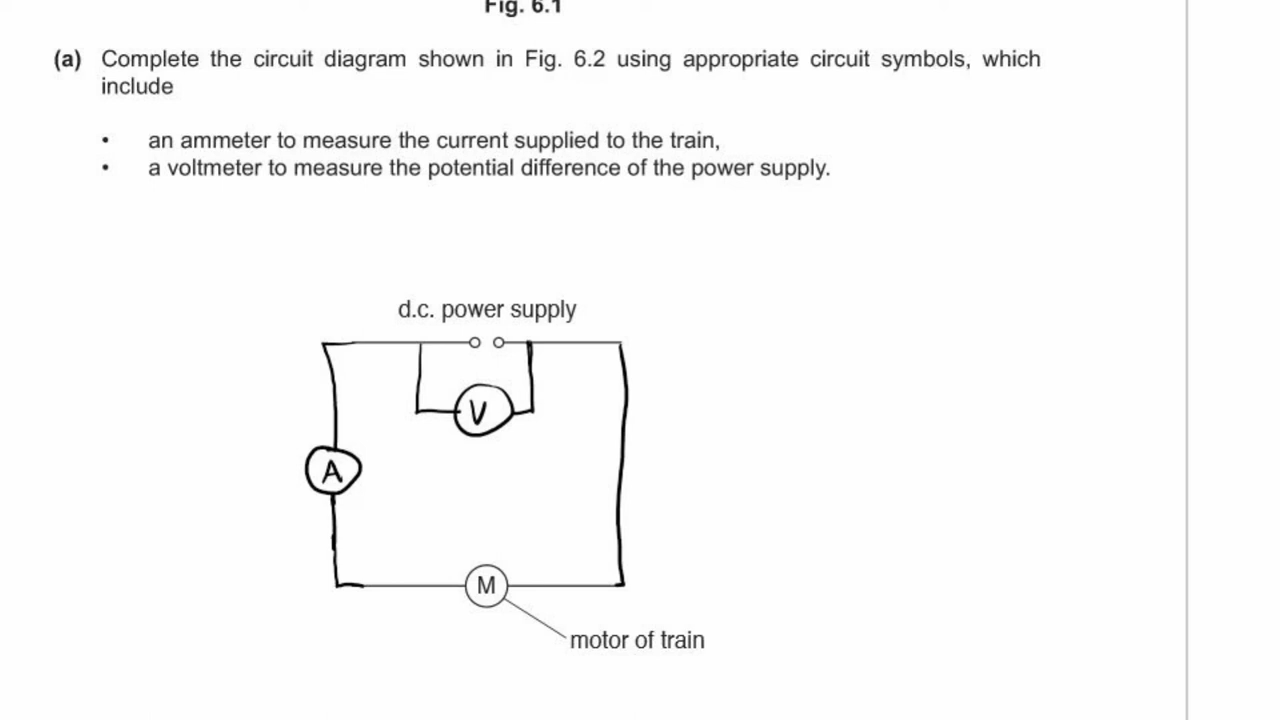 Fig. 6.1
(a) Complete the circuit diagram shown in Fig. 6.2 using appropriate circuit symbols, which
include
• an ammeter to measure the current supplied to the train,
• a voltmeter to measure the potential difference of the power supply.
d.c. power supply
V
A
M
motor of train